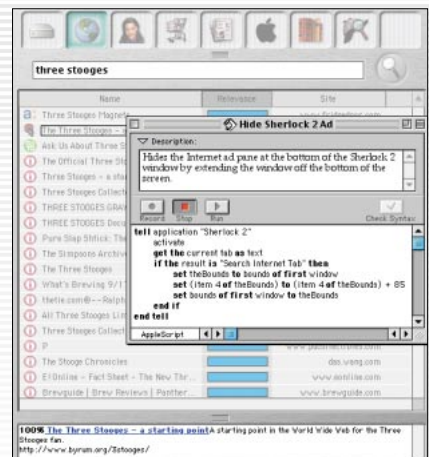 three stooges
Name Relevance Site
Three Stooges Magnets
The Three Stooges - a
Ask Us About Three S
The Official Three Sto
Three Stooges - a sta
Three Stooges Collect
THREE STOOGES GRA
THREE STOOGES Deco
Pure Slap Shtick: The
The Simpsons Archive
The Three Stooges
What's Brewing 9/1
thetie.com®--Ralph
All Three Stooges Lin
Three Stooges Collect
P
The Stooge Chronicles dss.wang.com
E! Online - Fact Sheet - The New Thr... www.eonline.com
Brewguide | Brew Reviews | Panther... www.brewguide.com
Hide Sherlock 2 Ad
Description:
Hides the Internet ad pane at the bottom of the Sherlock 2
window by extending the window off the bottom of the
screen.
Record Stop Run Check Syntax
tell application "Sherlock 2"
activate
get the current tab as text
if the result is "Search Internet Tab" then
set theBounds to bounds of first window
set (item 4 of theBounds) to (item 4 of theBounds) + 85
set bounds of first window to theBounds
end if
end tell
AppleScript
100% The Three Stooges - a starting pointA starting point in the World Wide Web for the Three
Stooges fan.
http://www.byrum.org/3stooges/